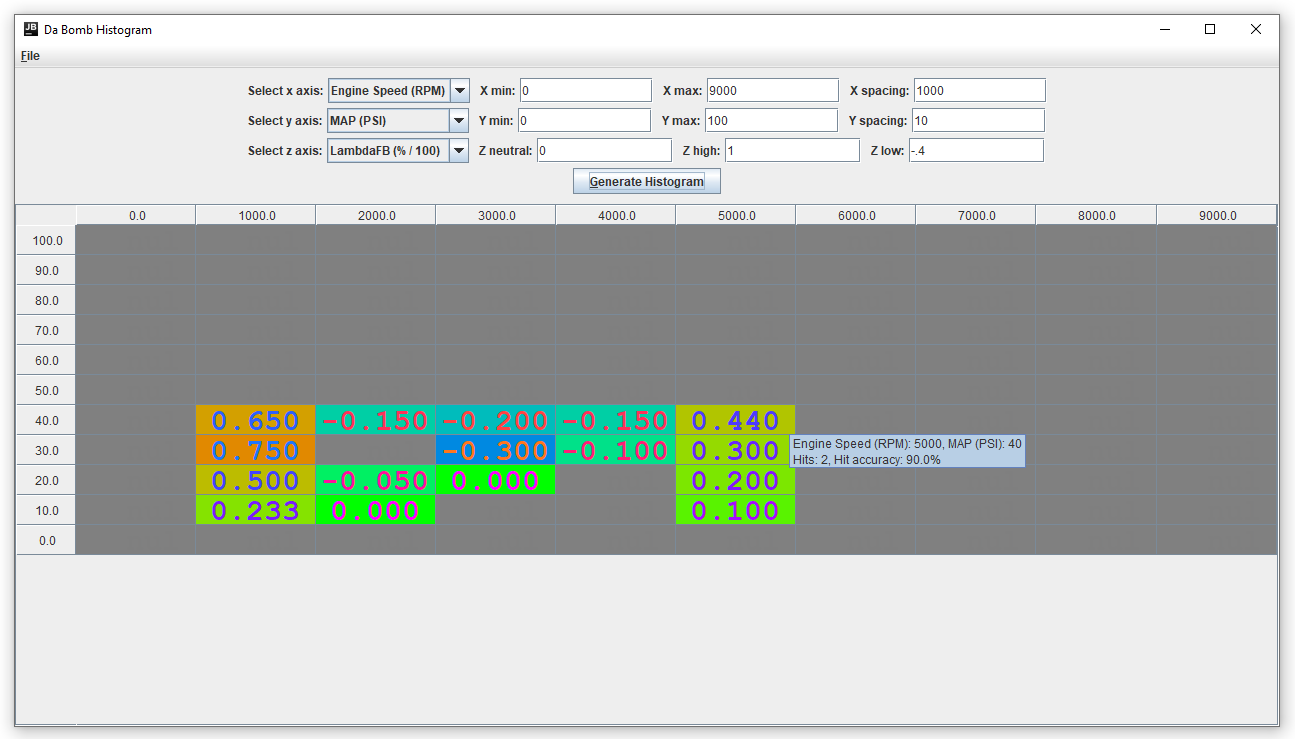 JB Da Bomb Histogram
File
Select x axis: Engine Speed (RPM) X min: 0 X max: 9000 X spacing: 1000
Select y axis: MAP (PSI) Y min: 0 Y max: 100 Y spacing: 10
Select z axis: LambdaFB (% / 100) Z neutral: 0 Z high: 1 Z low: -.4
Generate Histogram
0.0 1000.0 2000.0 3000.0 4000.0 5000.0 6000.0 7000.0 8000.0 9000.0
100.0
90.0
80.0
70.0
60.0
50.0
40.0 0.650 -0.150 -0.200 -0.150 0.440
30.0 0.750 -0.300 -0.100 0.300
Engine Speed (RPM): 5000, MAP (PSI): 40
Hits: 2, Hit accuracy: 90.0%
20.0 0.500 -0.050 0.000 0.200
10.0 0.233 0.000 0.100
0.0